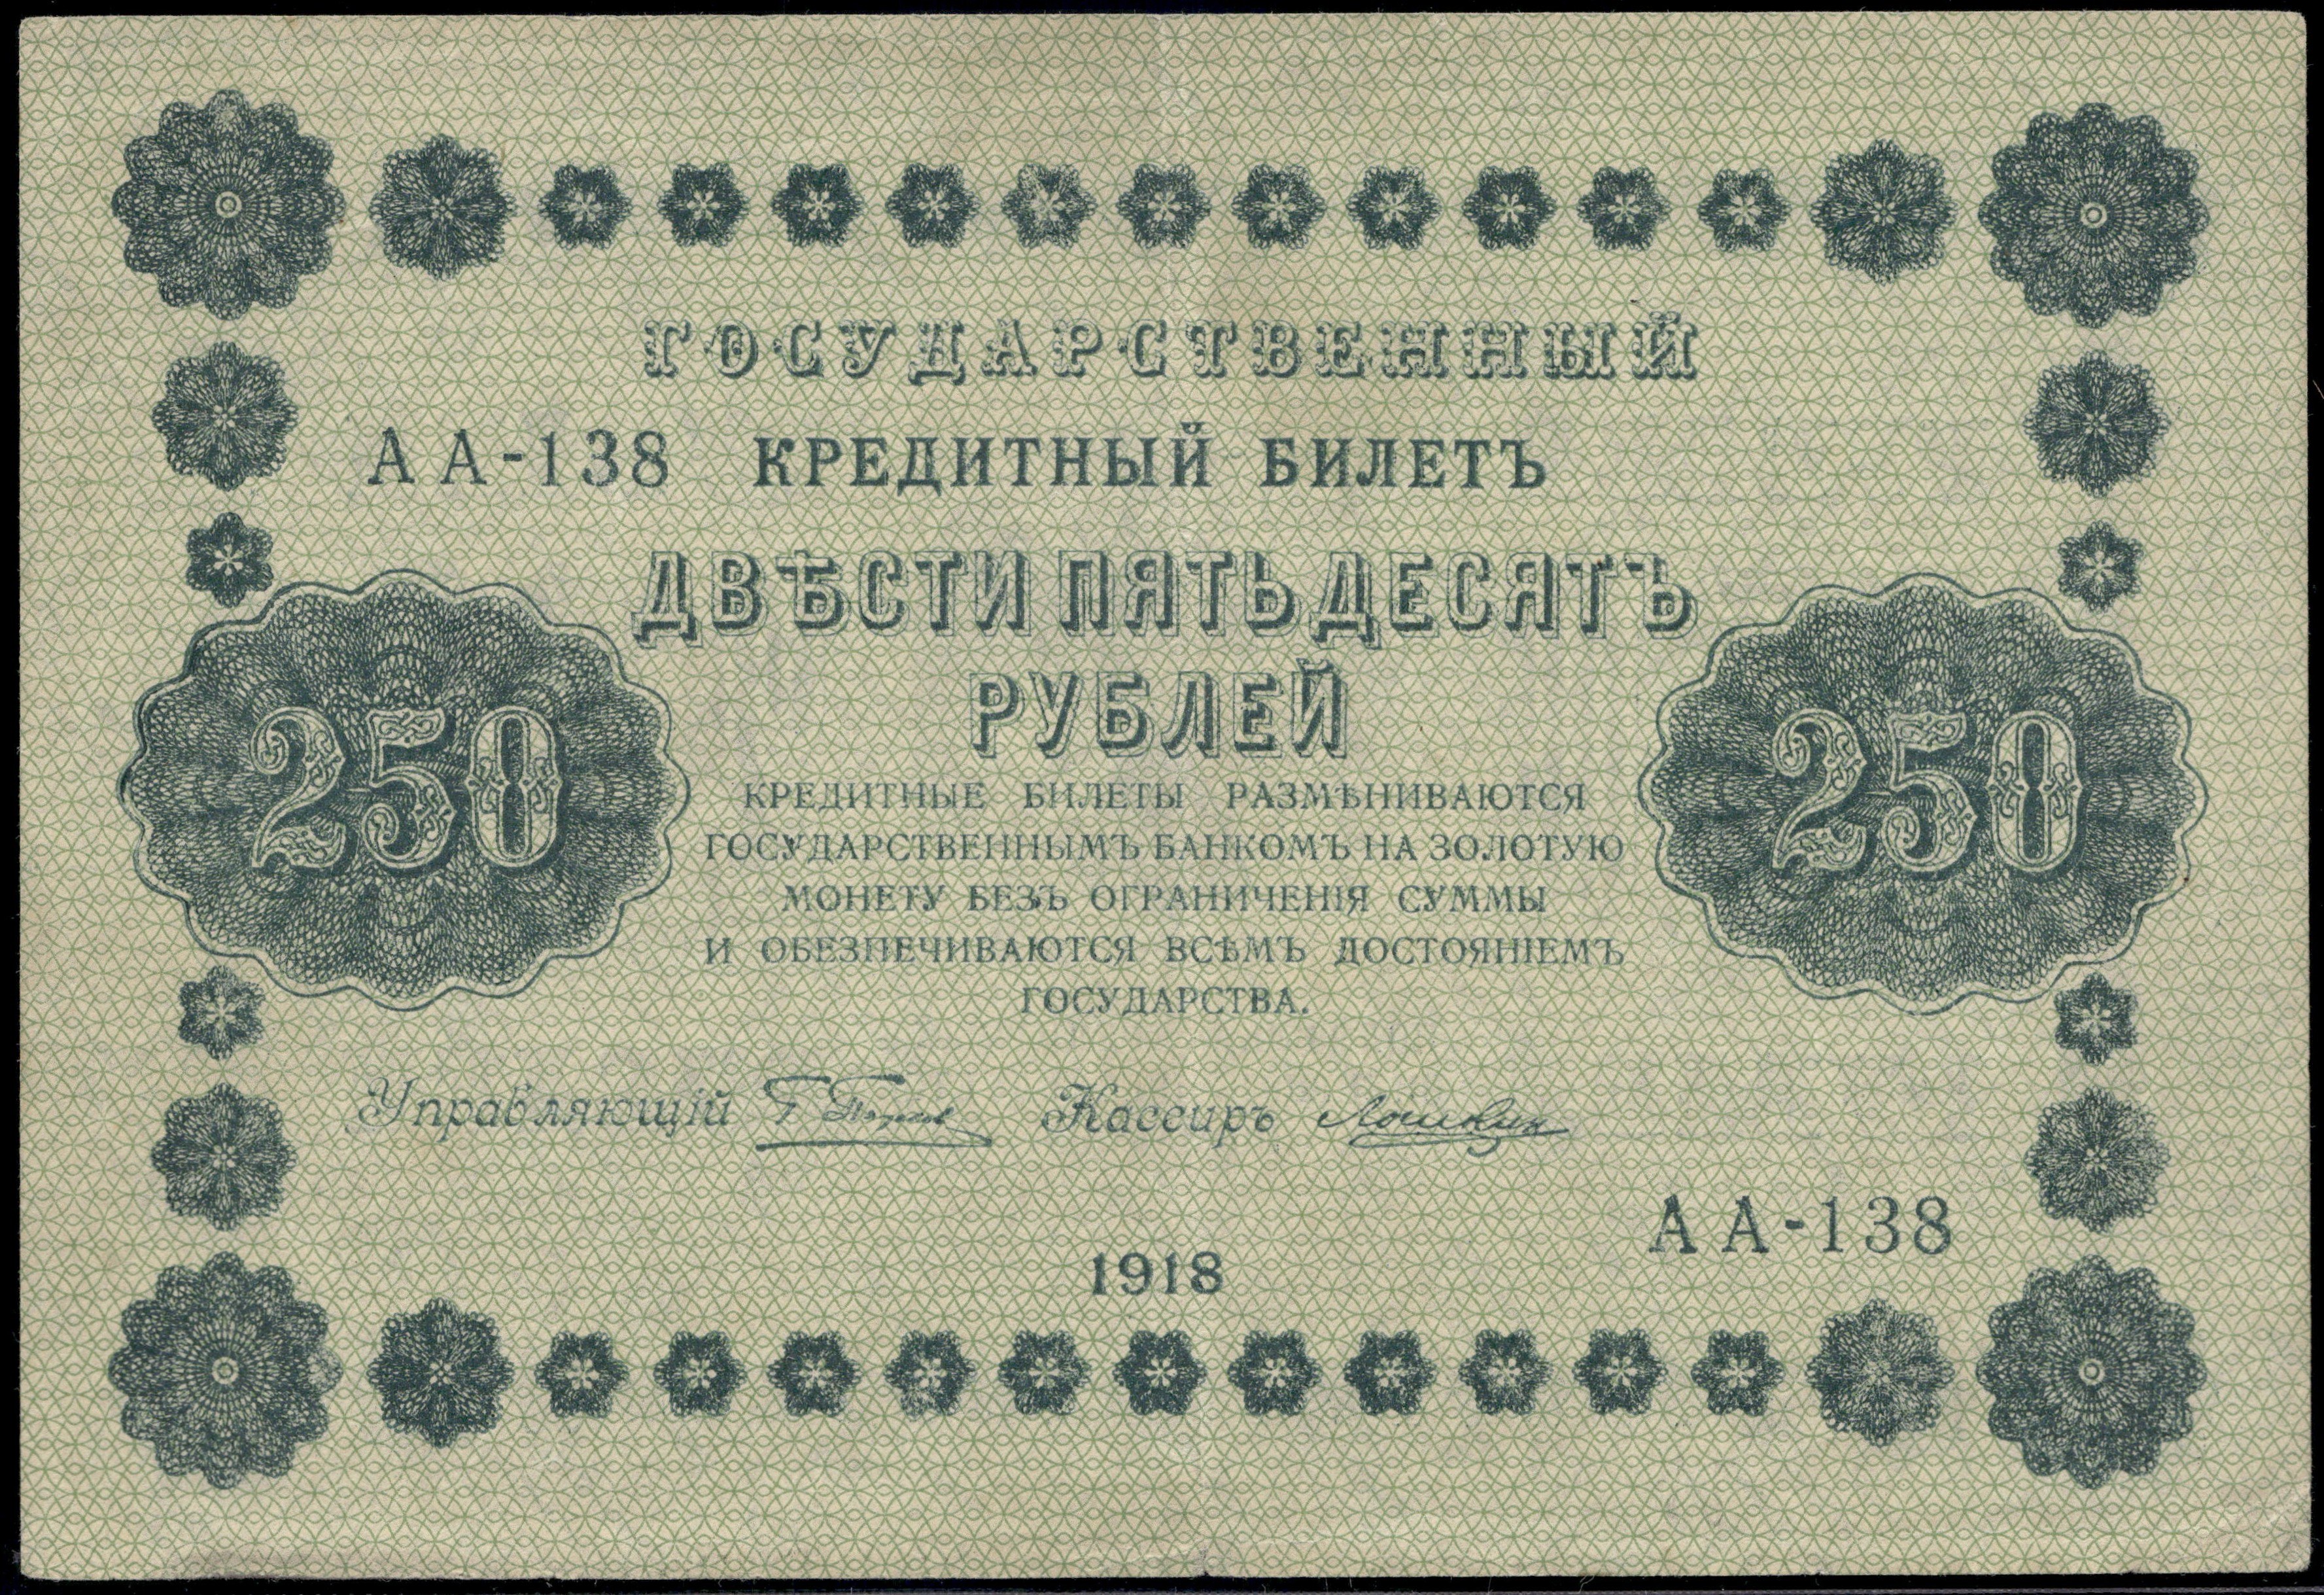 ГОСУДАРСТВЕННЫЙ
АА-138 КРЕДИТНЫЙ БИЛЕТЪ
ДВѢСТИ ПЯТЬДЕСЯТЪ
РУБЛЕЙ
250
250
КРЕДИТНЫЕ БИЛЕТЫ РАЗМѢНИВАЮТСЯ
ГОСУДАРСТВЕННЫМЪ БАНКОМЪ НА ЗОЛОТУЮ
МОНЕТУ БЕЗЪ ОГРАНИЧЕНІЯ СУММЫ
И ОБЕЗПЕЧИВАЮТСЯ ВСѢМЪ ДОСТОЯНІЕМЪ
ГОСУДАРСТВА.
Управляющій Кассиръ
АА-138
1918